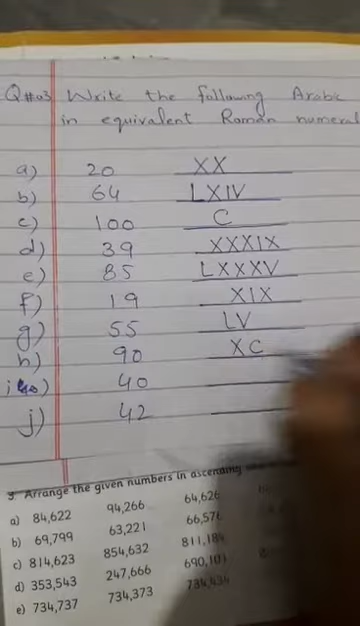 Q#03 Write the following Arabic
in equivalent Roman numeral
a) 20 XX
b) 64 LXIV
c) 100 C
d) 39 XXXIX
e) 85 LXXXV
f) 19 XIX
g) 55 LV
h) 90 XC
i) 40
j) 42
3. Arrange the given numbers in ascending
a) 84,622 94,266 64,626
b) 69,799 63,221 66,576
c) 814,623 854,632 811,184
d) 353,543 247,666 690,101
e) 734,737 734,373 734,434